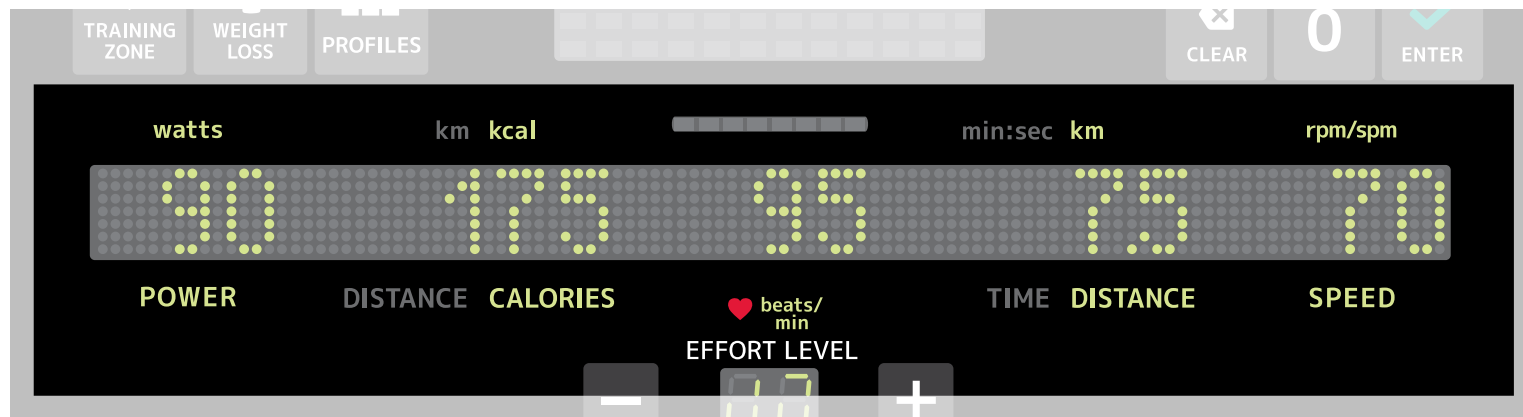 TRAINING ZONE
WEIGHT LOSS
PROFILES
CLEAR
0
ENTER
watts
km kcal
min:sec km
rpm/spm
90 175 95 7.5 70
POWER
DISTANCE CALORIES
beats/
min
TIME DISTANCE
SPEED
EFFORT LEVEL
− +